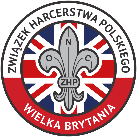 ZWIĄZEK HARCERSTWA POLSKIEGO
O N C
ZHP
WIELKA BRYTANIA